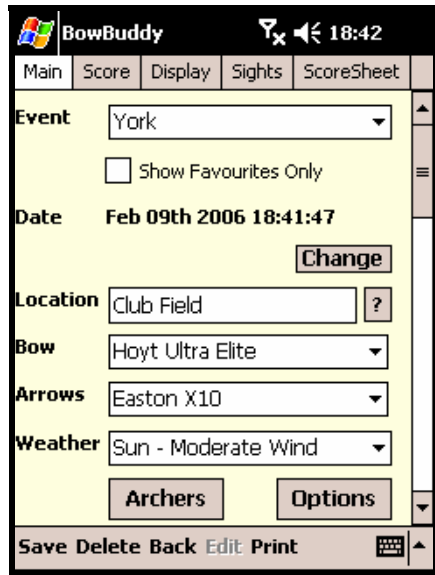 BowBuddy 18:42
Main Score Display Sights ScoreSheet
Event York
Show Favourites Only
Date Feb 09th 2006 18:41:47
Change
Location Club Field ?
Bow Hoyt Ultra Elite
Arrows Easton X10
Weather Sun - Moderate Wind
Archers Options
Save Delete Back Edit Print